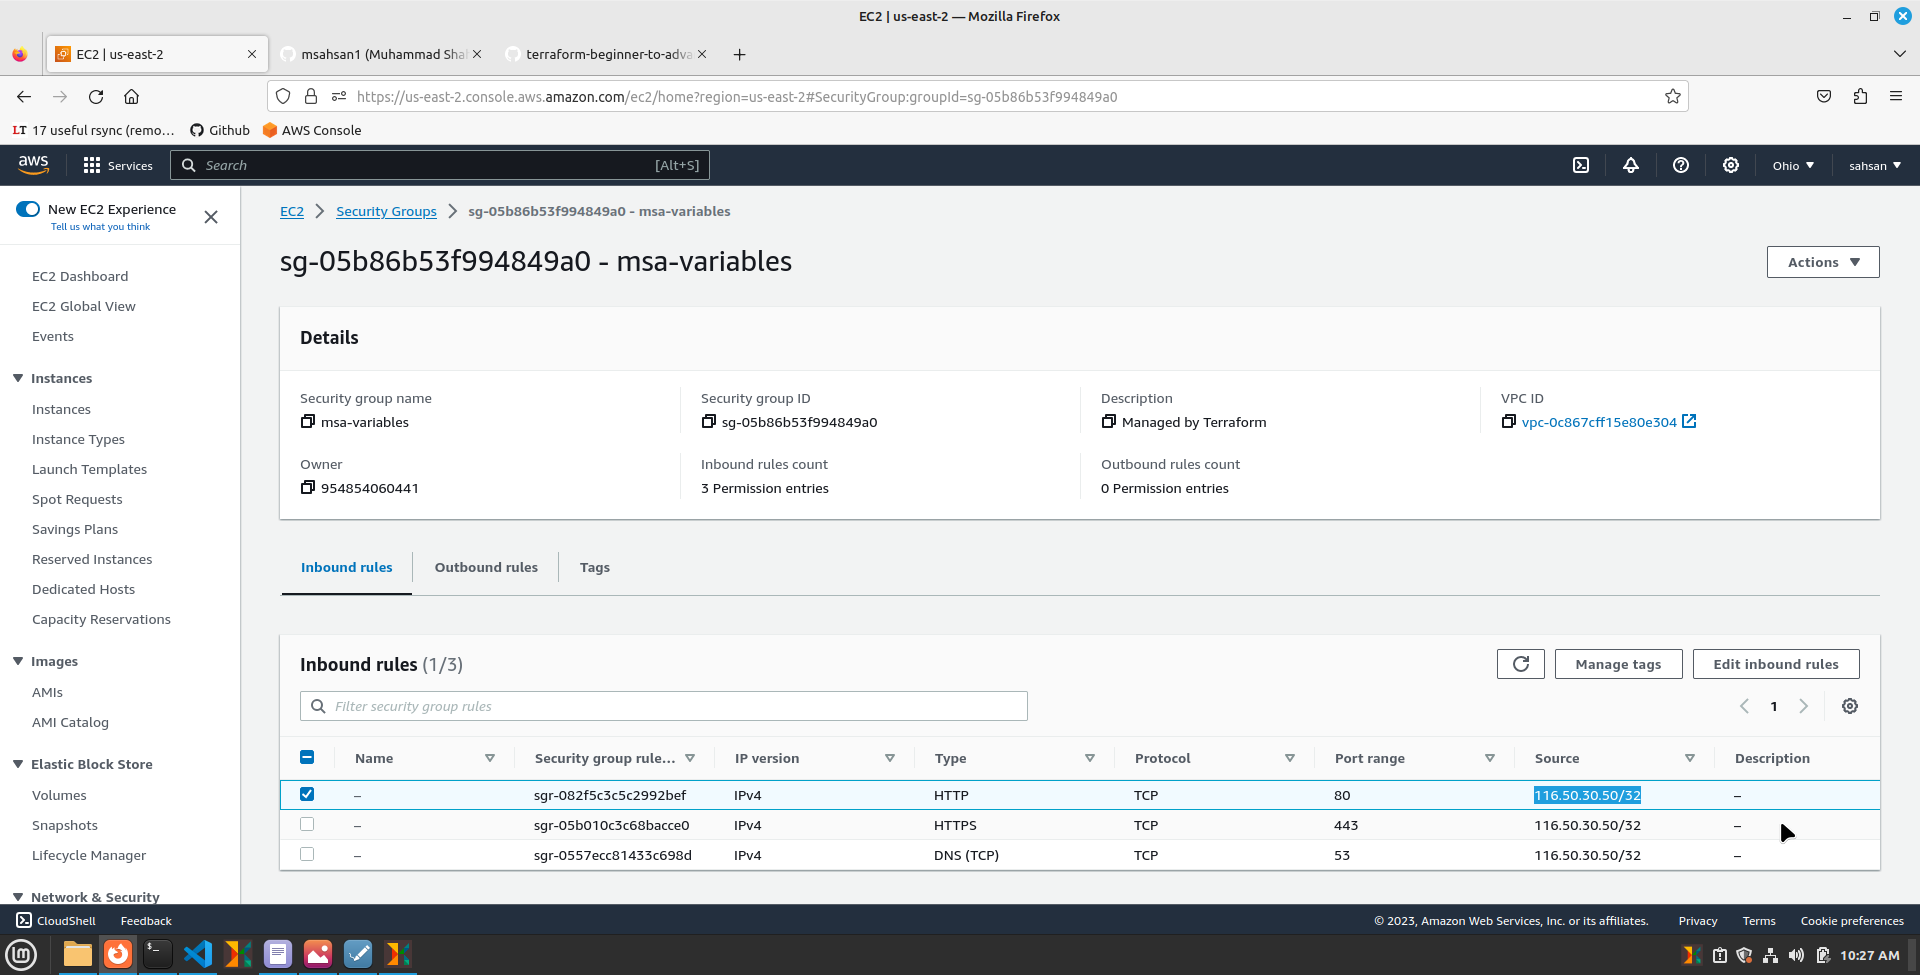 EC2 | us-east-2 — Mozilla Firefox
EC2 | us-east-2
msahsan1 (Muhammad Sha
terraform-beginner-to-adva
https://us-east-2.console.aws.amazon.com/ec2/home?region=us-east-2#SecurityGroup:groupId=sg-05b86b53f994849a0
LT 17 useful rsync (remo…
Github
AWS Console
aws
Services
Search
[Alt+S]
Ohio
sahsan
New EC2 Experience
Tell us what you think
EC2 Dashboard
EC2 Global View
Events
Instances
Instances
Instance Types
Launch Templates
Spot Requests
Savings Plans
Reserved Instances
Dedicated Hosts
Capacity Reservations
Images
AMIs
AMI Catalog
Elastic Block Store
Volumes
Snapshots
Lifecycle Manager
Network & Security
EC2 > Security Groups > sg-05b86b53f994849a0 - msa-variables
sg-05b86b53f994849a0 - msa-variables
Actions
Details
Security group name
msa-variables
Security group ID
sg-05b86b53f994849a0
Description
Managed by Terraform
VPC ID
vpc-0c867cff15e80e304
Owner
954854060441
Inbound rules count
3 Permission entries
Outbound rules count
0 Permission entries
Inbound rules
Outbound rules
Tags
Inbound rules (1/3)
Manage tags
Edit inbound rules
Filter security group rules
1
Name Security group rule… IP version Type Protocol Port range Source Description
– sgr-082f5c3c5c2992bef IPv4 HTTP TCP 80 116.50.30.50/32 –
– sgr-05b010c3c68bacce0 IPv4 HTTPS TCP 443 116.50.30.50/32 –
– sgr-0557ecc81433c698d IPv4 DNS (TCP) TCP 53 116.50.30.50/32 –
CloudShell
Feedback
© 2023, Amazon Web Services, Inc. or its affiliates.
Privacy
Terms
Cookie preferences
10:27 AM